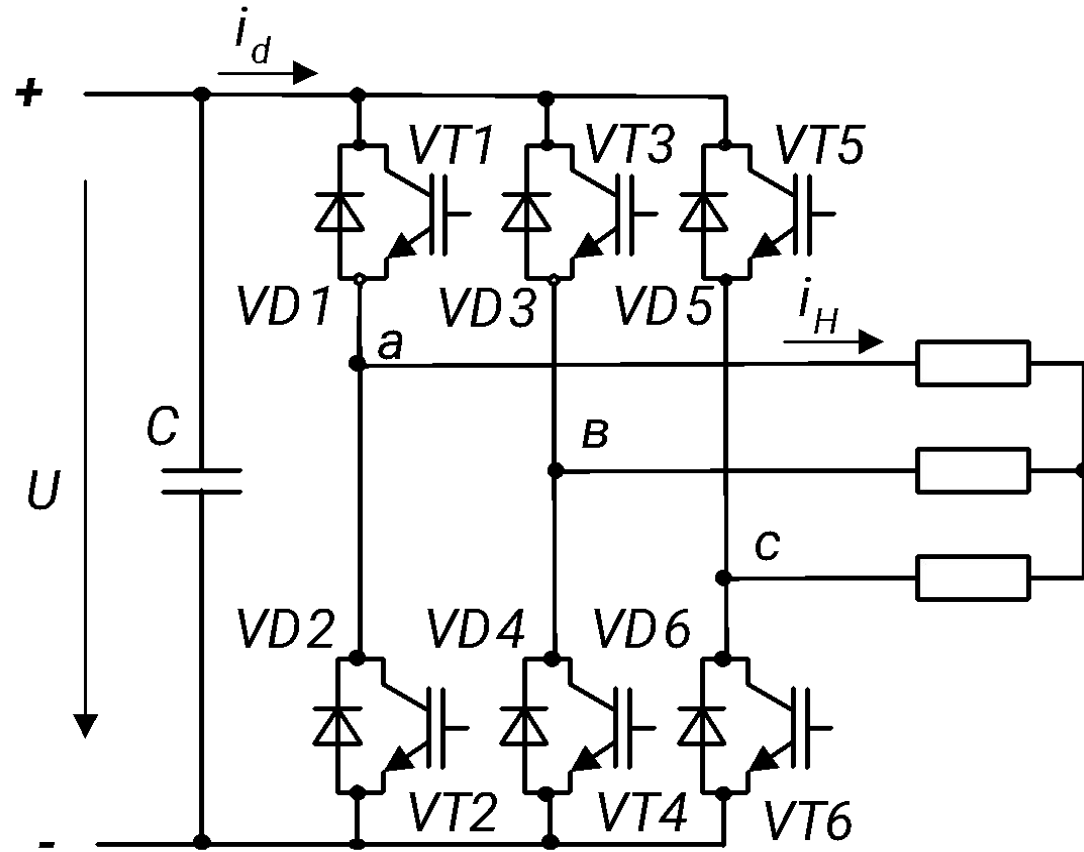 i_d
+
VT1 VT3 VT5
VD1 VD3 VD5
i_H
a
C
в
U
c
VD2 VD4 VD6
VT2 VT4 VT6
-